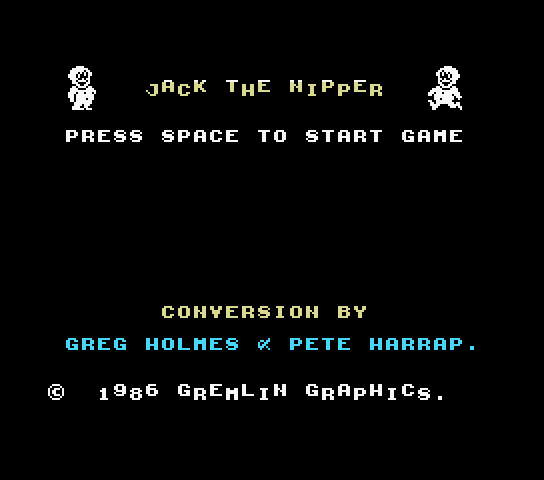 JACK THE NIPPER
PRESS SPACE TO START GAME
CONVERSION BY
GREG HOLMES & PETE HARRAP.
© 1986 GREMLIN GRAPHICS.